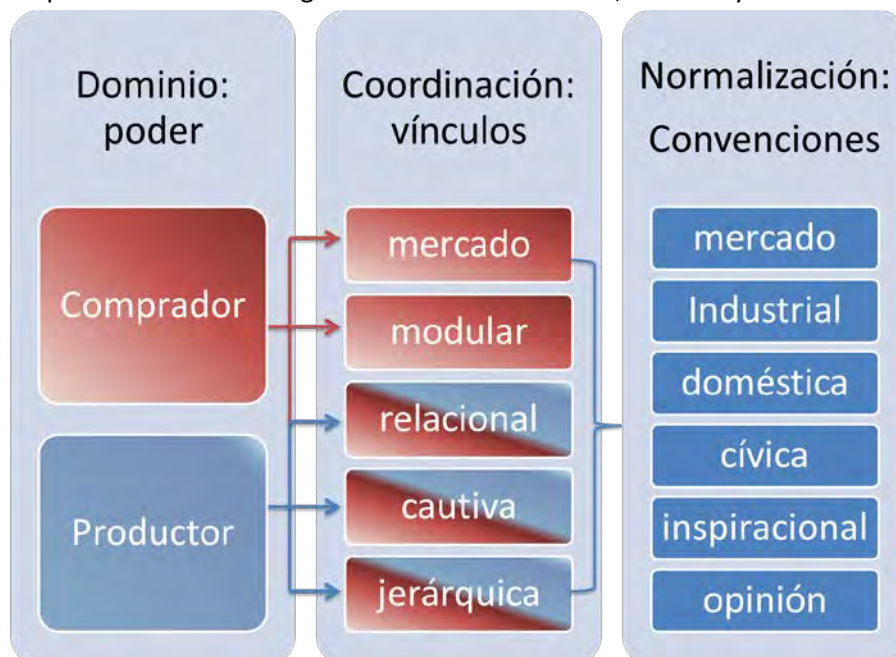 Dominio:
poder
Comprador
Productor
Coordinación:
vínculos
mercado
modular
relacional
cautiva
jerárquica
Normalización:
Convenciones
mercado
Industrial
doméstica
cívica
inspiracional
opinión